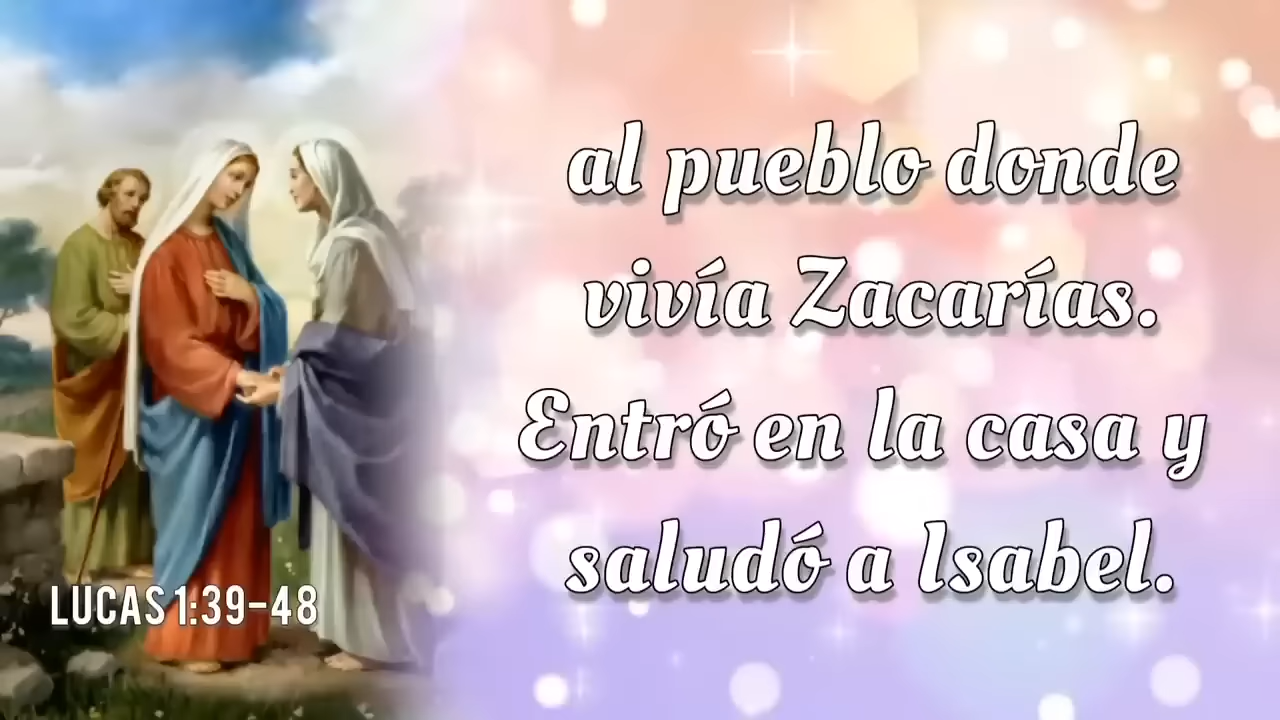 al pueblo donde
vivía Zacarías.
Entró en la casa y
saludó a Isabel.
LUCAS 1:39-48